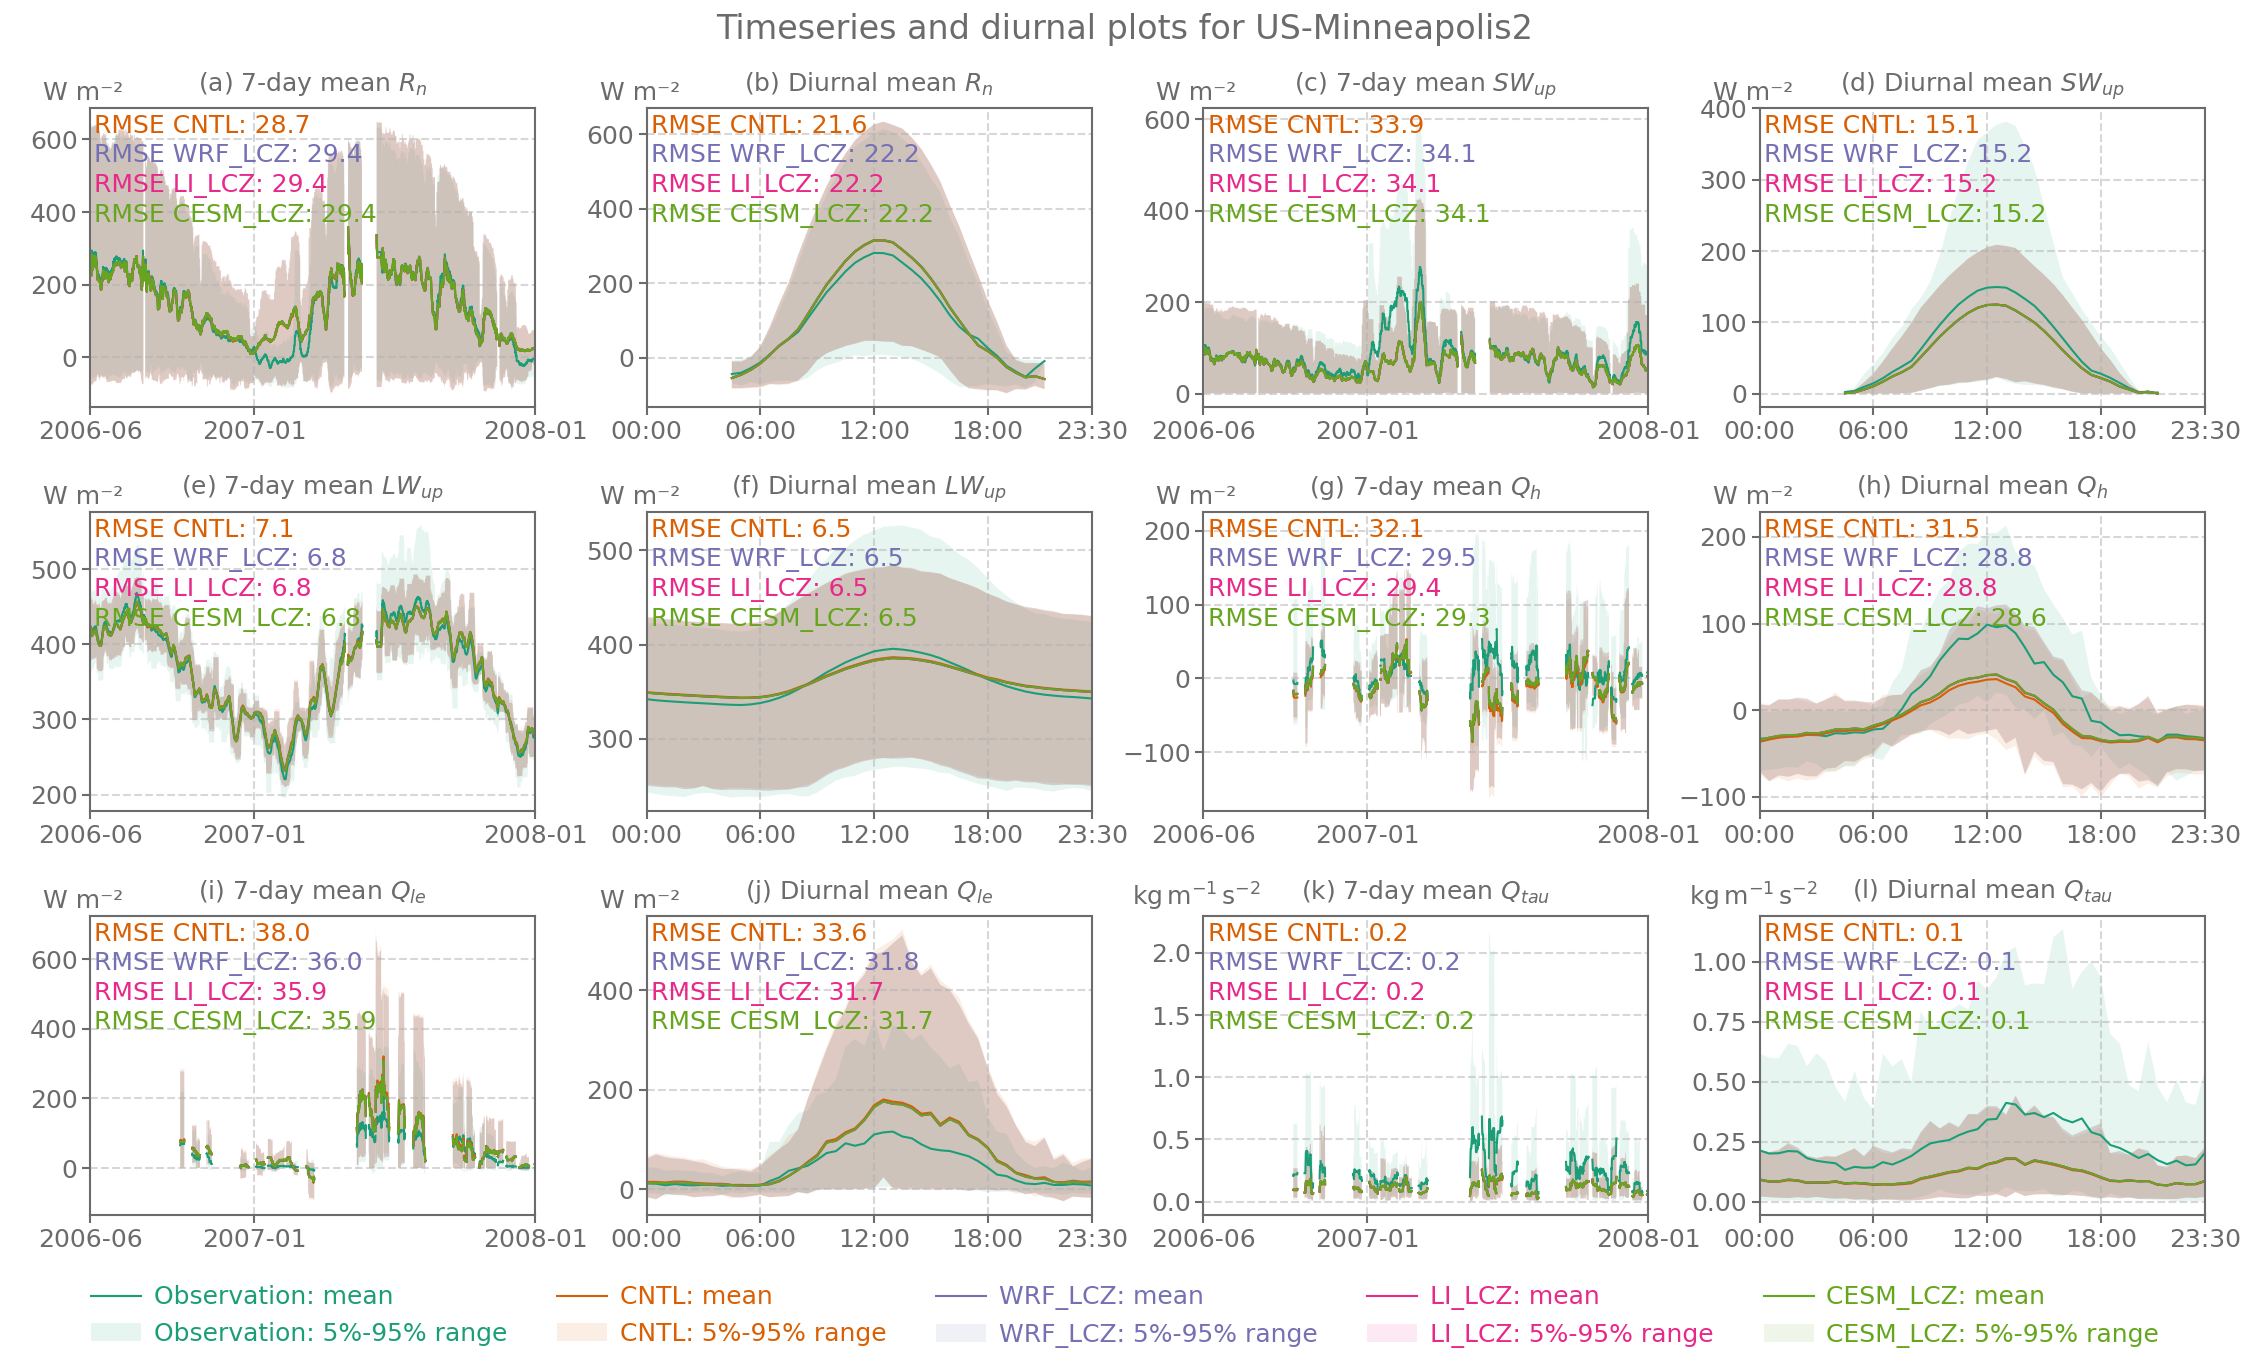 Timeseries and diurnal plots for US-Minneapolis2
W m⁻²
(a) 7-day mean Rₙ
RMSE CNTL: 28.7
RMSE WRF_LCZ: 29.4
RMSE LI_LCZ: 29.4
RMSE CESM_LCZ: 29.4
600
400
200
0
2006-06 2007-01 2008-01
W m⁻²
(b) Diurnal mean Rₙ
RMSE CNTL: 21.6
RMSE WRF_LCZ: 22.2
RMSE LI_LCZ: 22.2
RMSE CESM_LCZ: 22.2
600
400
200
0
00:00 06:00 12:00 18:00 23:30
W m⁻²
(c) 7-day mean SW_up
RMSE CNTL: 33.9
RMSE WRF_LCZ: 34.1
RMSE LI_LCZ: 34.1
RMSE CESM_LCZ: 34.1
600
400
200
0
2006-06 2007-01 2008-01
W m⁻²
(d) Diurnal mean SW_up
RMSE CNTL: 15.1
RMSE WRF_LCZ: 15.2
RMSE LI_LCZ: 15.2
RMSE CESM_LCZ: 15.2
400
300
200
100
0
00:00 06:00 12:00 18:00 23:30
W m⁻²
(e) 7-day mean LW_up
RMSE CNTL: 7.1
RMSE WRF_LCZ: 6.8
RMSE LI_LCZ: 6.8
RMSE CESM_LCZ: 6.8
500
400
300
200
2006-06 2007-01 2008-01
W m⁻²
(f) Diurnal mean LW_up
RMSE CNTL: 6.5
RMSE WRF_LCZ: 6.5
RMSE LI_LCZ: 6.5
RMSE CESM_LCZ: 6.5
500
400
300
00:00 06:00 12:00 18:00 23:30
W m⁻²
(g) 7-day mean Q_h
RMSE CNTL: 32.1
RMSE WRF_LCZ: 29.5
RMSE LI_LCZ: 29.4
RMSE CESM_LCZ: 29.3
200
100
0
−100
2006-06 2007-01 2008-01
W m⁻²
(h) Diurnal mean Q_h
RMSE CNTL: 31.5
RMSE WRF_LCZ: 28.8
RMSE LI_LCZ: 28.8
RMSE CESM_LCZ: 28.6
200
100
0
−100
00:00 06:00 12:00 18:00 23:30
W m⁻²
(i) 7-day mean Q_le
RMSE CNTL: 38.0
RMSE WRF_LCZ: 36.0
RMSE LI_LCZ: 35.9
RMSE CESM_LCZ: 35.9
600
400
200
0
2006-06 2007-01 2008-01
W m⁻²
(j) Diurnal mean Q_le
RMSE CNTL: 33.6
RMSE WRF_LCZ: 31.8
RMSE LI_LCZ: 31.7
RMSE CESM_LCZ: 31.7
400
200
0
00:00 06:00 12:00 18:00 23:30
kg m⁻¹ s⁻²
(k) 7-day mean Q_tau
RMSE CNTL: 0.2
RMSE WRF_LCZ: 0.2
RMSE LI_LCZ: 0.2
RMSE CESM_LCZ: 0.2
2.0
1.5
1.0
0.5
0.0
2006-06 2007-01 2008-01
kg m⁻¹ s⁻²
(l) Diurnal mean Q_tau
RMSE CNTL: 0.1
RMSE WRF_LCZ: 0.1
RMSE LI_LCZ: 0.1
RMSE CESM_LCZ: 0.1
1.00
0.75
0.50
0.25
0.00
00:00 06:00 12:00 18:00 23:30
Observation: mean CNTL: mean WRF_LCZ: mean LI_LCZ: mean CESM_LCZ: mean
Observation: 5%-95% range CNTL: 5%-95% range WRF_LCZ: 5%-95% range LI_LCZ: 5%-95% range CESM_LCZ: 5%-95% range